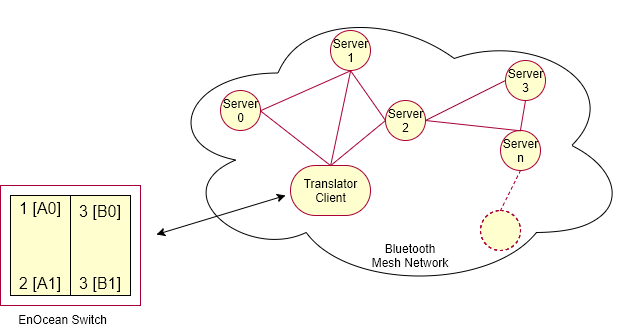 Server
1
Server
0
Server
2
Server
3
Server
n
Translator
Client
Bluetooth
Mesh Network
1 [A0]
3 [B0]
2 [A1]
3 [B1]
EnOcean Switch